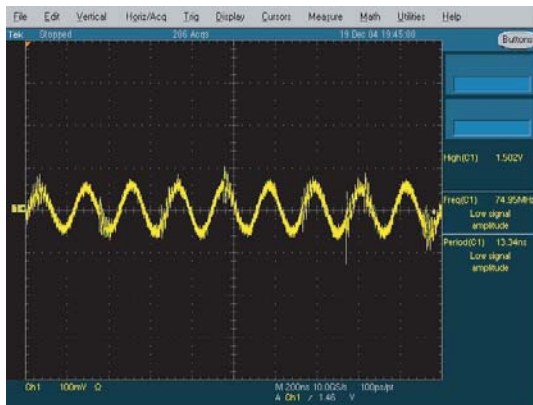 File Edit Vertical Horiz/Acq Trig Display Cursors Measure Math Utilities Help
Tek Stopped 206 Acqs 19 Dec 04 19:45:08
Buttons
High(C1) 1.502V
Freq(C1) 74.95MHz
Low signal
amplitude
Period(C1) 13.34ns
Low signal
amplitude
Ch1 100mV Ω M 200ns 10.0GS/s 100ps/pt
A Ch1 / 1.46 V